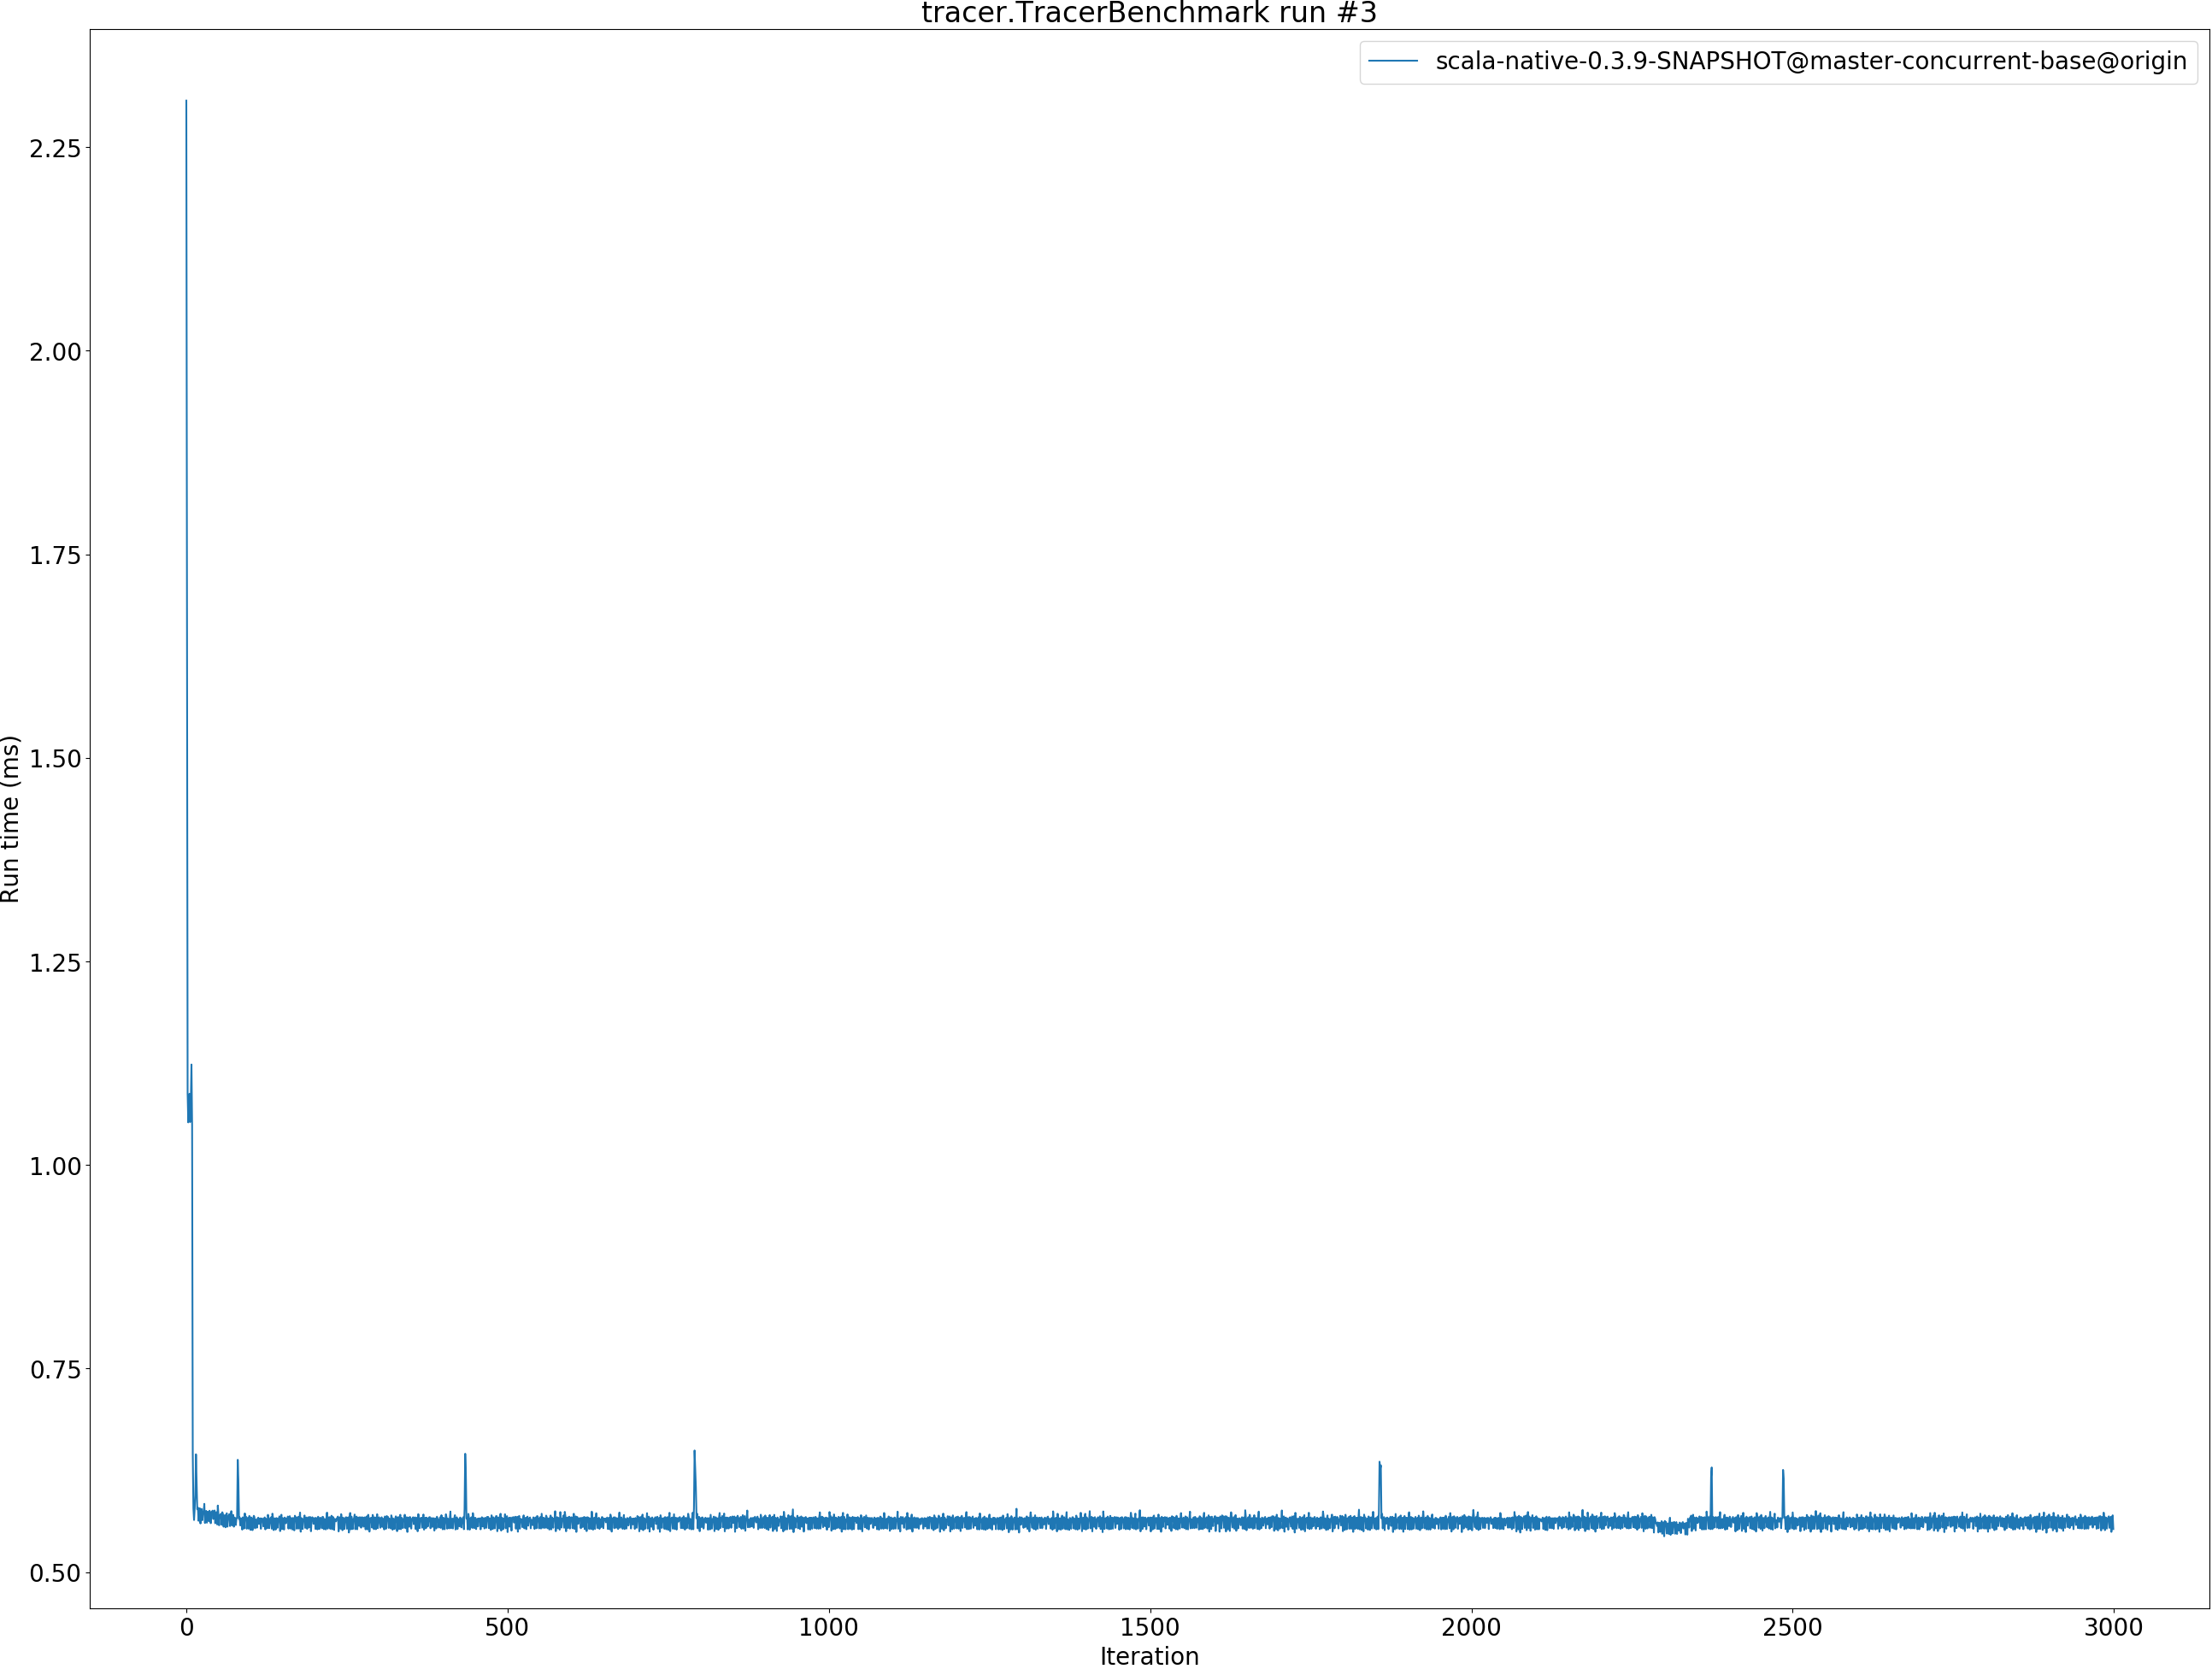 tracer.TracerBenchmark run #3
scala-native-0.3.9-SNAPSHOT@master-concurrent-base@origin
2.25
2.00
1.75
1.50
1.25
1.00
0.75
0.50
Run time (ms)
0 500 1000 1500 2000 2500 3000
Iteration